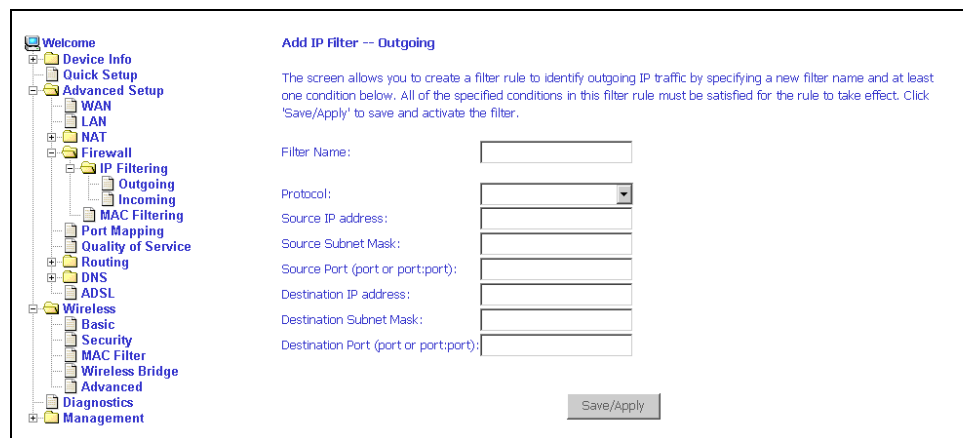 Welcome
Device Info
Quick Setup
Advanced Setup
WAN
LAN
NAT
Firewall
IP Filtering
Outgoing
Incoming
MAC Filtering
Port Mapping
Quality of Service
Routing
DNS
ADSL
Wireless
Basic
Security
MAC Filter
Wireless Bridge
Advanced
Diagnostics
Management
Add IP Filter -- Outgoing
The screen allows you to create a filter rule to identify outgoing IP traffic by specifying a new filter name and at least
one condition below. All of the specified conditions in this filter rule must be satisfied for the rule to take effect. Click
'Save/Apply' to save and activate the filter.
Filter Name:
Protocol:
Source IP address:
Source Subnet Mask:
Source Port (port or port:port):
Destination IP address:
Destination Subnet Mask:
Destination Port (port or port:port):
Save/Apply